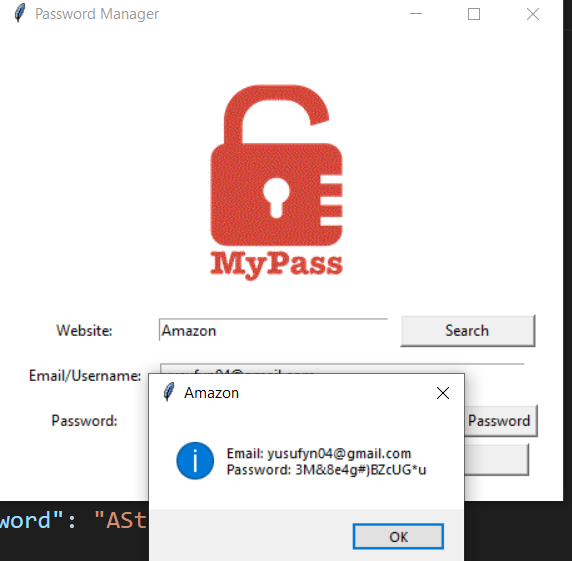 Password Manager
MyPass
Website:
Amazon
Search
Email/Username:
Password:
Password
Amazon
Email: yusufyn04@gmail.com
Password: 3M&8e4g#)BZcUG*u
OK
word": "ASt